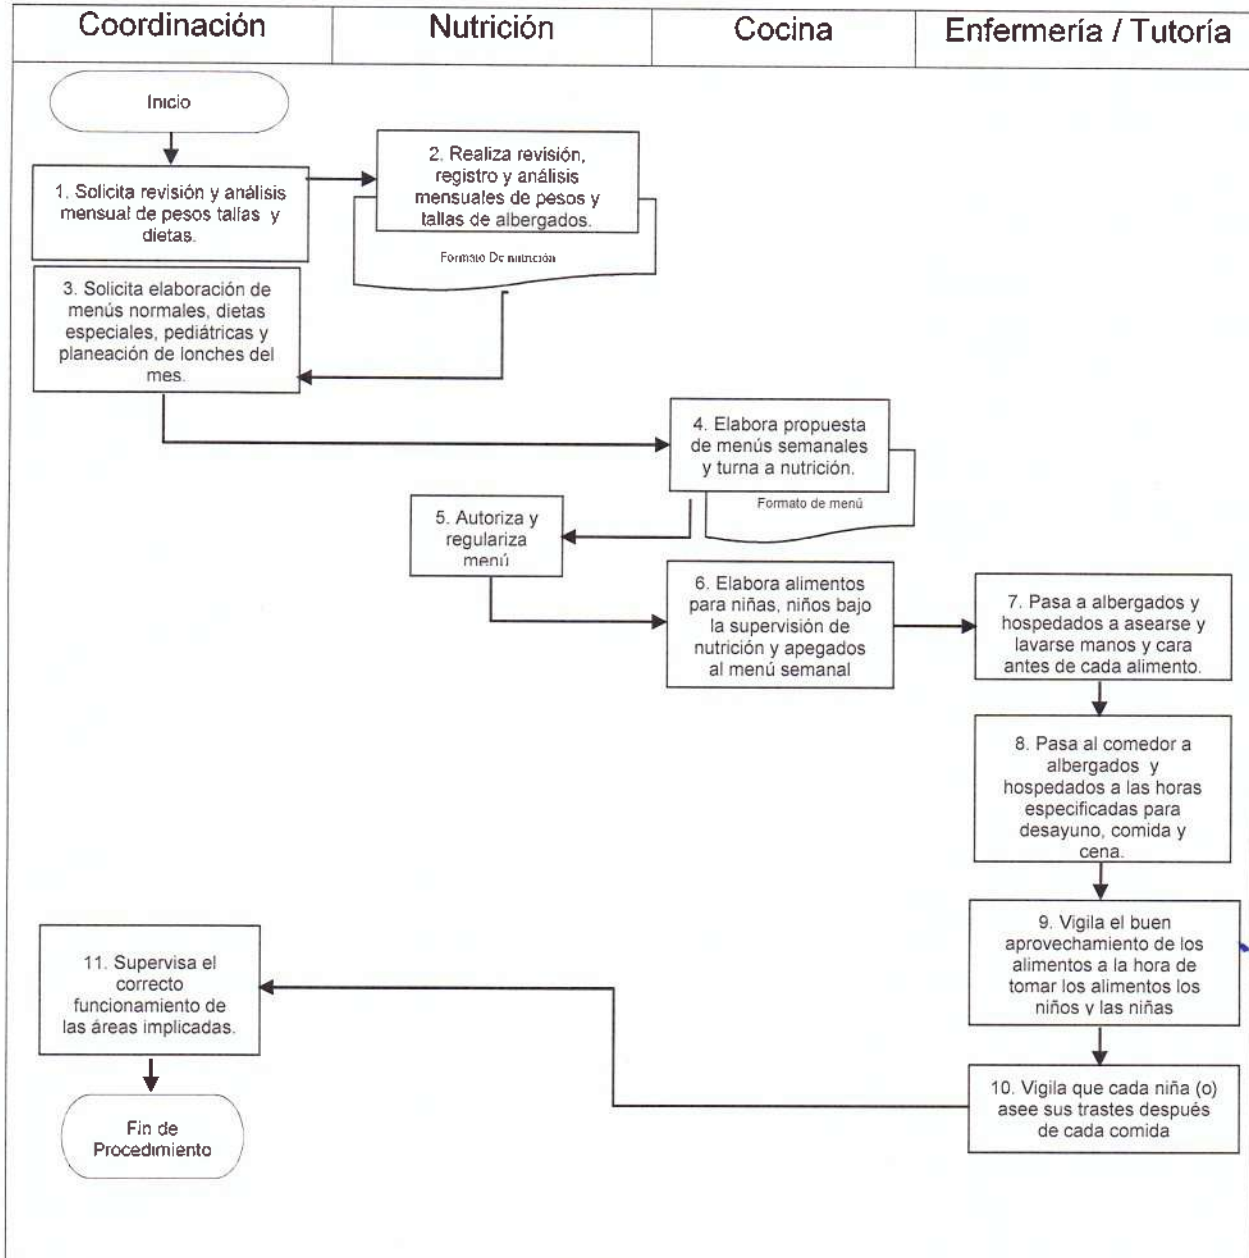 Coordinación
Nutrición
Cocina
Enfermería / Tutoría
Inicio
1. Solicita revisión y análisis
mensual de pesos tallas y
dietas.
2. Realiza revisión,
registro y análisis
mensuales de pesos y
tallas de albergados.
Formato De nutrición
3. Solicita elaboración de
menús normales, dietas
especiales, pediátricas y
planeación de lonches del
mes.
4. Elabora propuesta
de menús semanales
y turna a nutrición.
Formato de menú
5. Autoriza y
regulariza
menú
6. Elabora alimentos
para niñas, niños bajo
la supervisión de
nutrición y apegados
al menú semanal
7. Pasa a albergados y
hospedados a asearse y
lavarse manos y cara
antes de cada alimento.
8. Pasa al comedor a
albergados y
hospedados a las horas
especificadas para
desayuno, comida y
cena.
9. Vigila el buen
aprovechamiento de los
alimentos a la hora de
tomar los alimentos los
niños y las niñas
10. Vigila que cada niña (o)
asee sus trastes después
de cada comida
11. Supervisa el
correcto
funcionamiento de
las áreas implicadas.
Fin de
Procedimiento